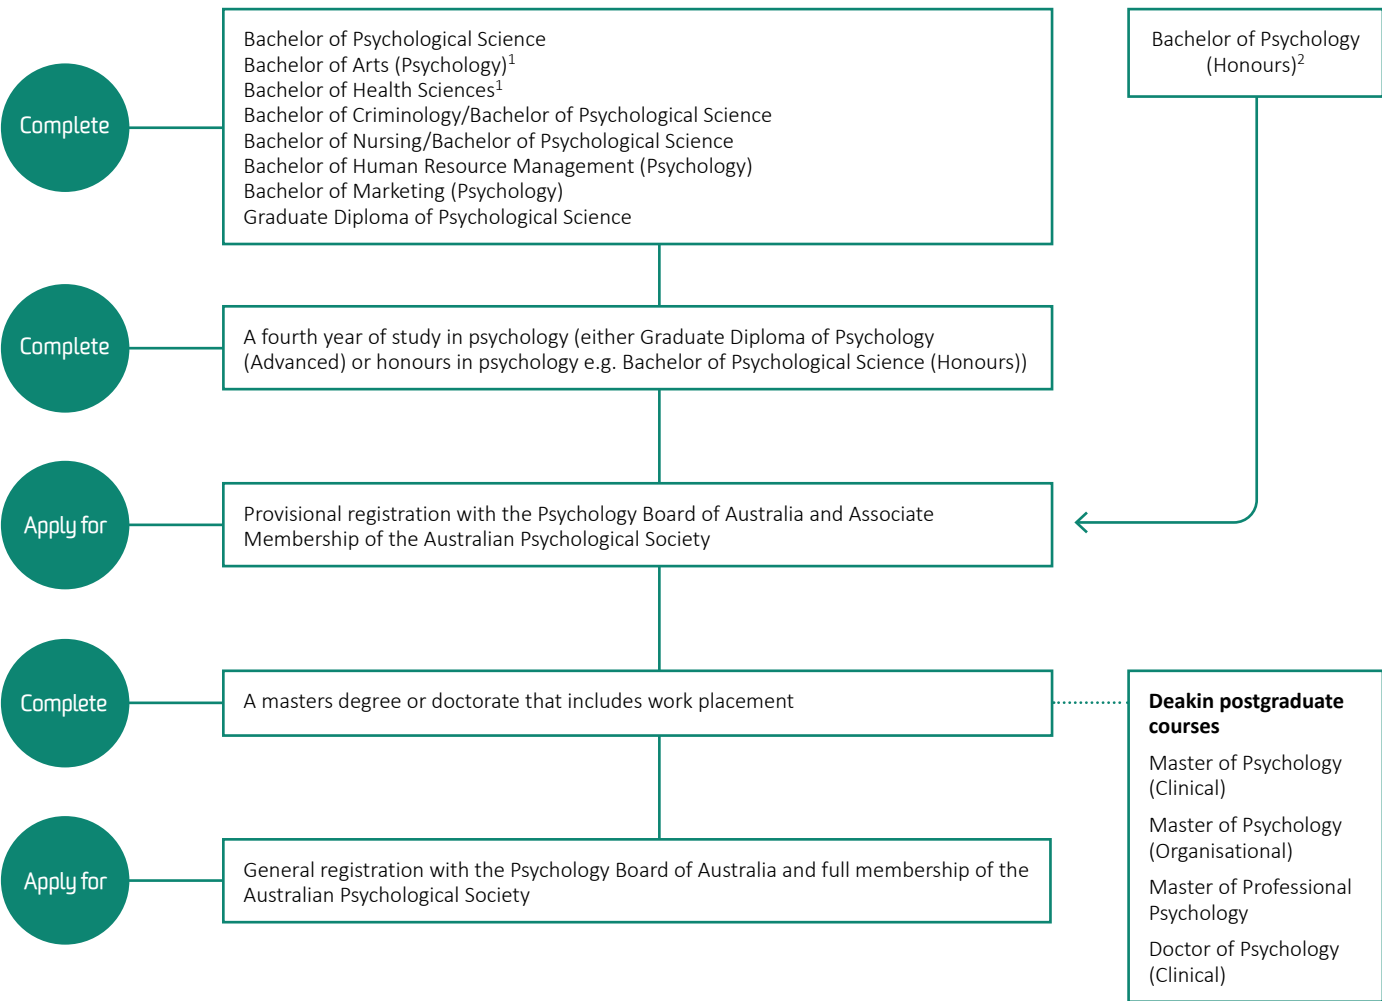 Complete
Bachelor of Psychological Science
Bachelor of Arts (Psychology)1
Bachelor of Health Sciences1
Bachelor of Criminology/Bachelor of Psychological Science
Bachelor of Nursing/Bachelor of Psychological Science
Bachelor of Human Resource Management (Psychology)
Bachelor of Marketing (Psychology)
Graduate Diploma of Psychological Science
Bachelor of Psychology
(Honours)2
Complete
A fourth year of study in psychology (either Graduate Diploma of Psychology
(Advanced) or honours in psychology e.g. Bachelor of Psychological Science (Honours))
Apply for
Provisional registration with the Psychology Board of Australia and Associate
Membership of the Australian Psychological Society
Complete
A masters degree or doctorate that includes work placement
Deakin postgraduate
courses
Master of Psychology
(Clinical)
Master of Psychology
(Organisational)
Master of Professional
Psychology
Doctor of Psychology
(Clinical)
Apply for
General registration with the Psychology Board of Australia and full membership of the
Australian Psychological Society